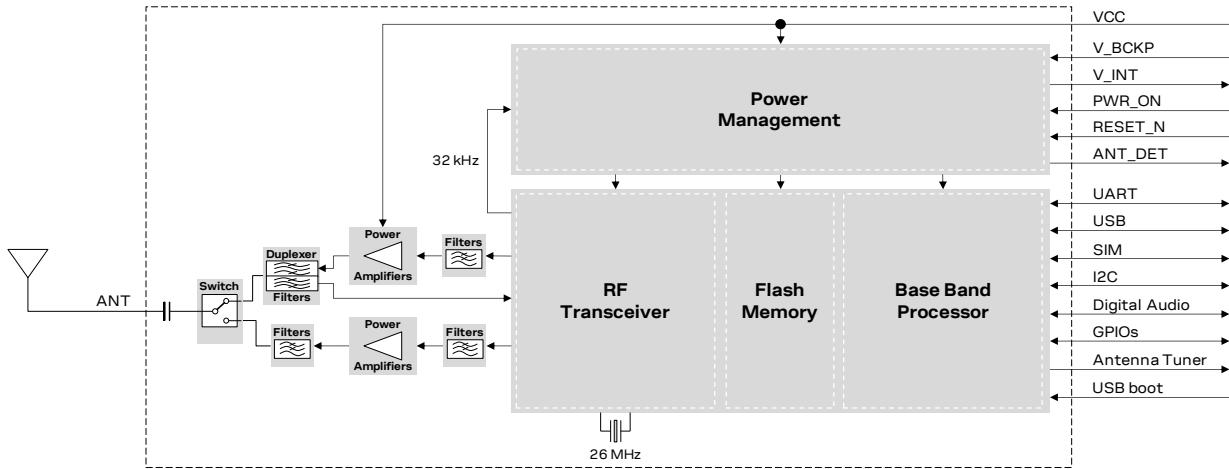 VCC
V_BCKP
V_INT
PWR_ON
RESET_N
ANT_DET
Power
Management
32 kHz
UART
USB
SIM
I2C
Digital Audio
GPIOs
Antenna Tuner
USB boot
ANT
Switch
Duplexer
Filters
Power
Amplifiers
Filters
Filters
Power
Amplifiers
Filters
RF
Transceiver
Flash
Memory
Base Band
Processor
26 MHz